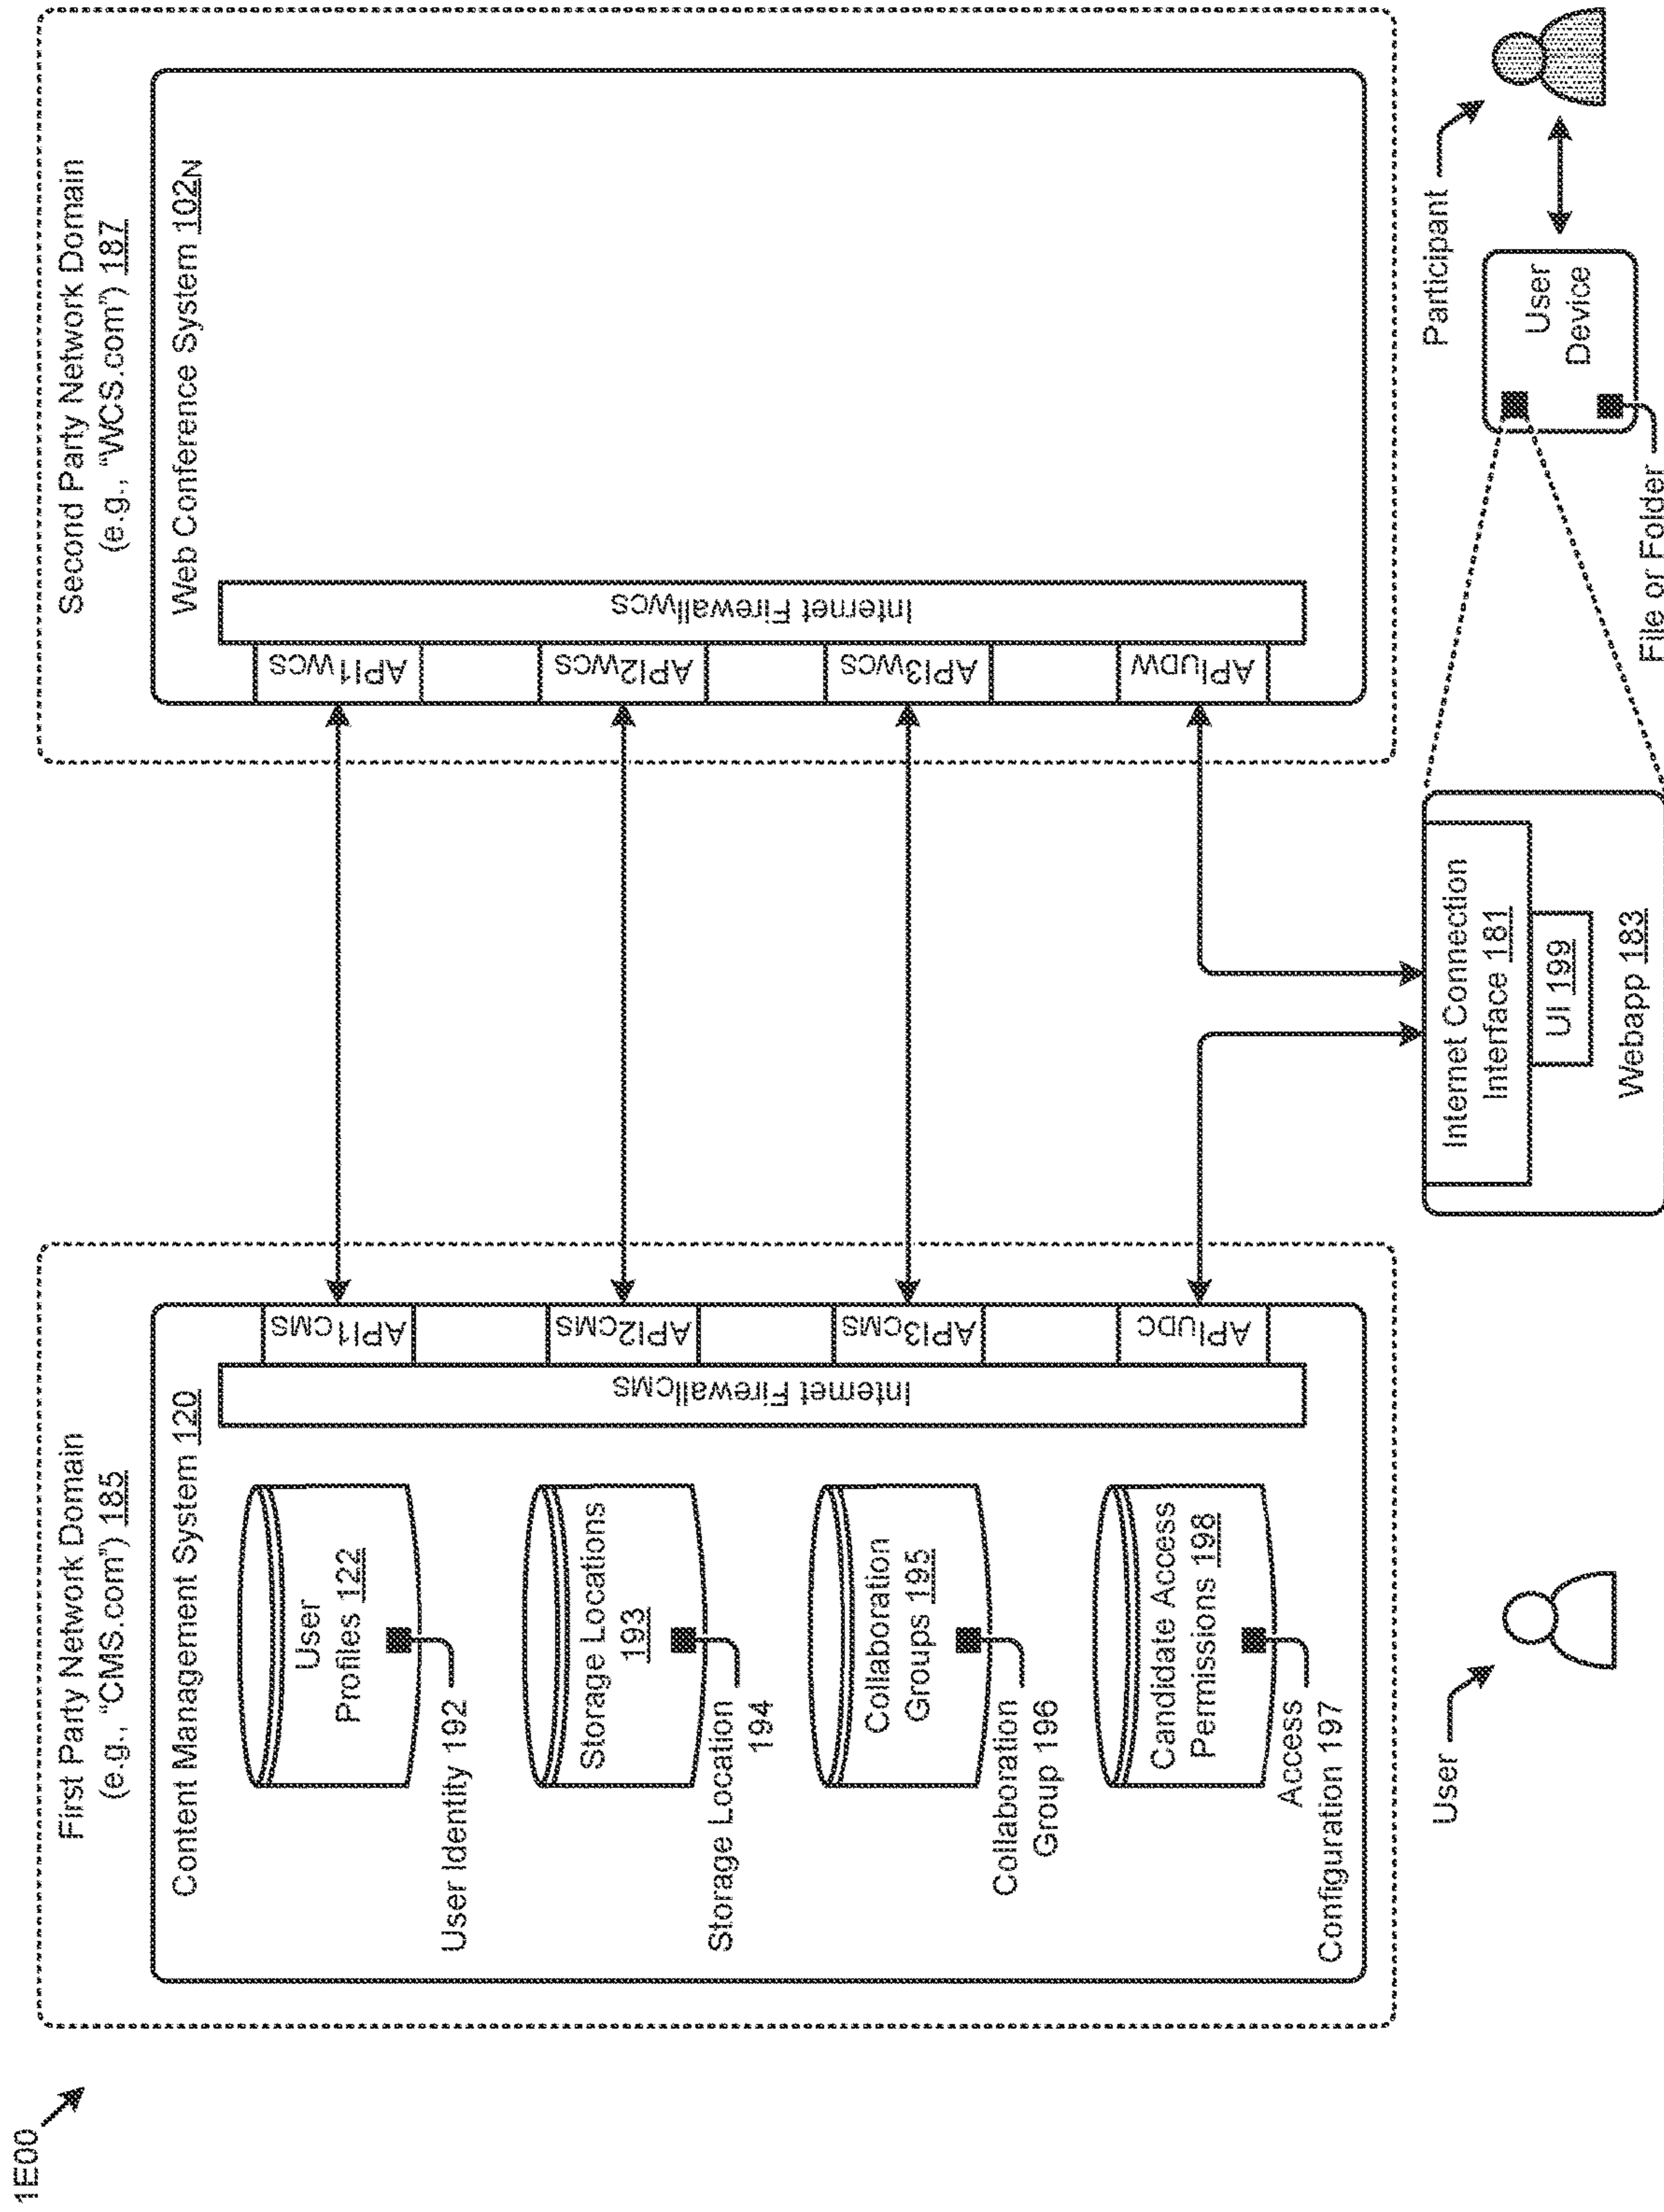 1E00
First Party Network Domain
(e.g., "CMS.com") 185
Content Management System 120
User
Profiles 122
User Identity 192
Storage Locations
193
Storage Location
194
Collaboration
Groups 195
Collaboration
Group 196
Candidate Access
Permissions 198
Access
Configuration 197
Internet FirewallCMS
API1CMS
API2CMS
API3CMS
APIUDC
Second Party Network Domain
(e.g., "WCS.com") 187
Web Conference System 102N
API1WCS
API2WCS
API3WCS
APIUDW
Internet FirewallWCS
User
Internet Connection
Interface 181
UI 199
Webapp 183
Participant
User
Device
File or Folder